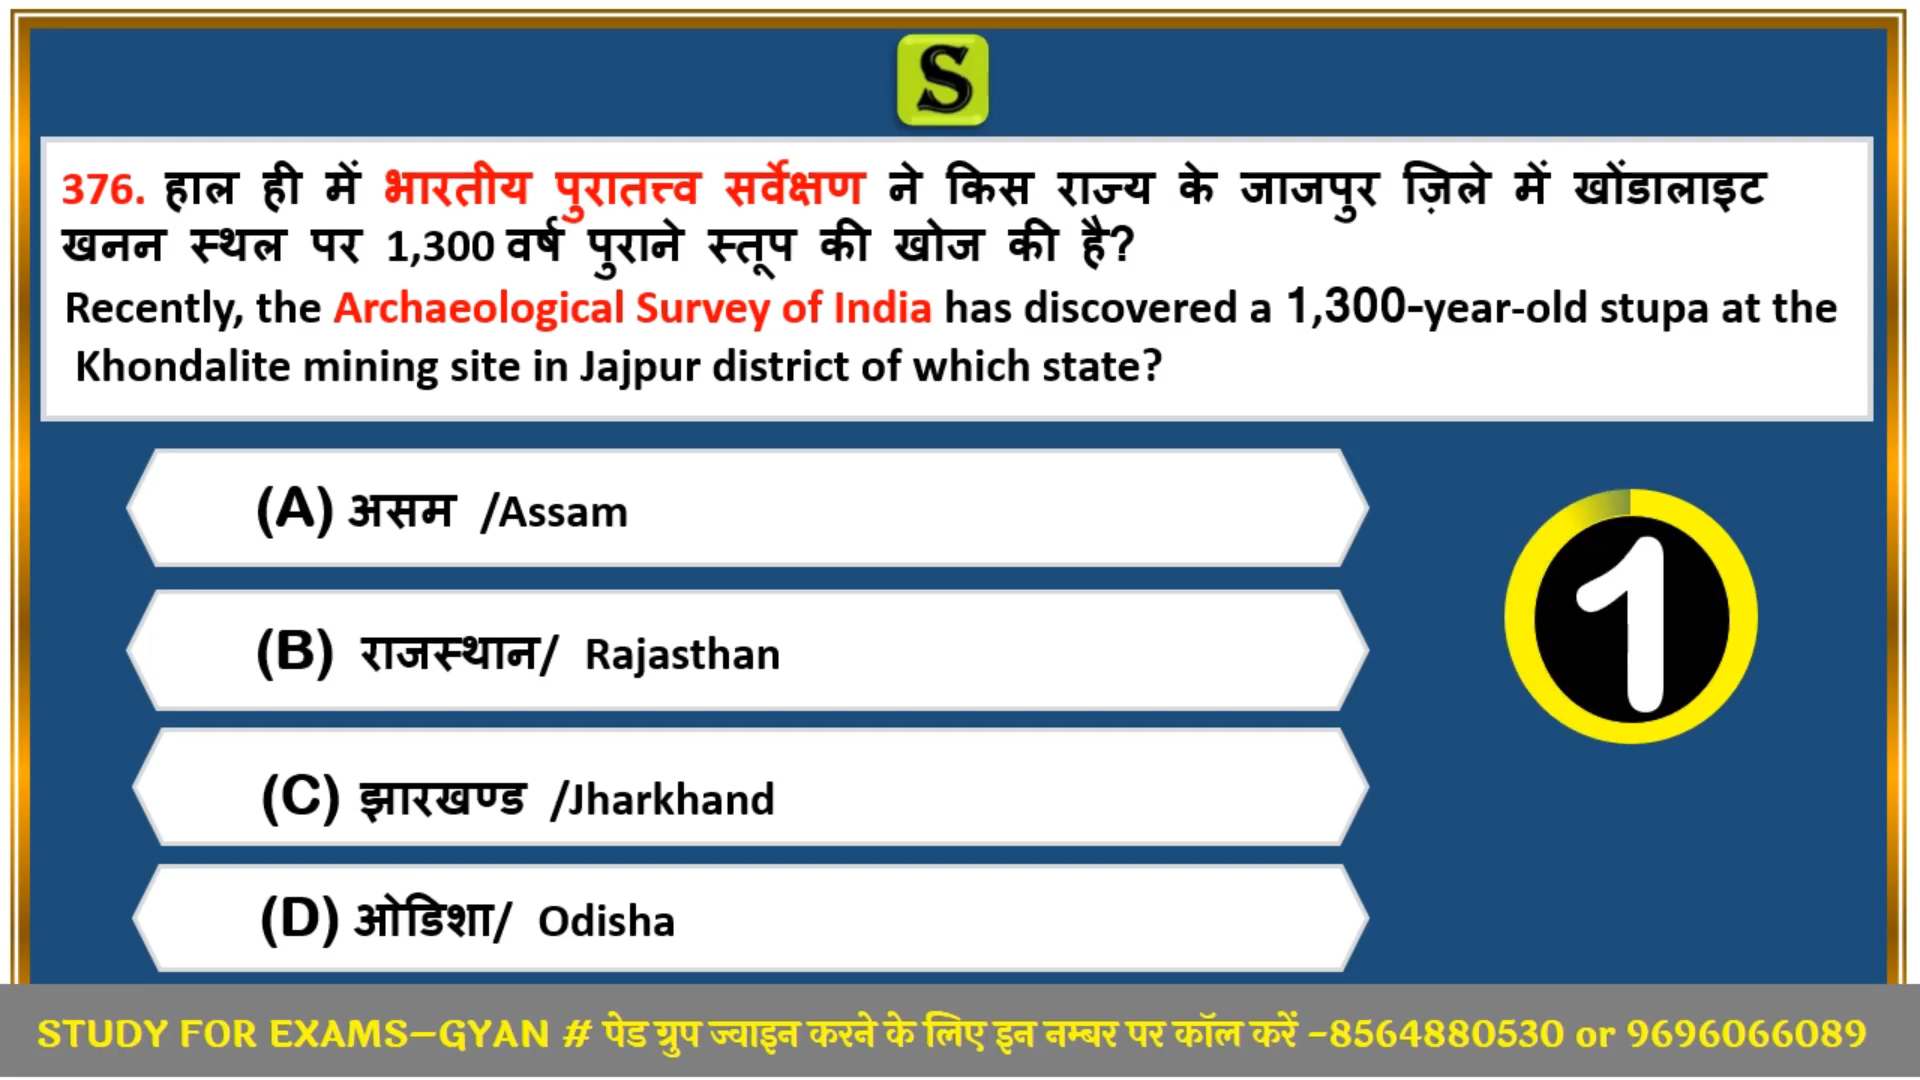 S
376. हाल ही में भारतीय पुरातत्त्व सर्वेक्षण ने किस राज्य के जाजपुर ज़िले में खोंडालाइट
खनन स्थल पर 1,300 वर्ष पुराने स्तूप की खोज की है?
Recently, the Archaeological Survey of India has discovered a 1,300-year-old stupa at the
Khondalite mining site in Jajpur district of which state?
(A) असम /Assam
(B) राजस्थान/ Rajasthan
1
(C) झारखण्ड /Jharkhand
(D) ओडिशा/ Odisha
STUDY FOR EXAMS–GYAN # पेड ग्रुप ज्वाइन करने के लिए इन नम्बर पर कॉल करें –8564880530 or 9696066089